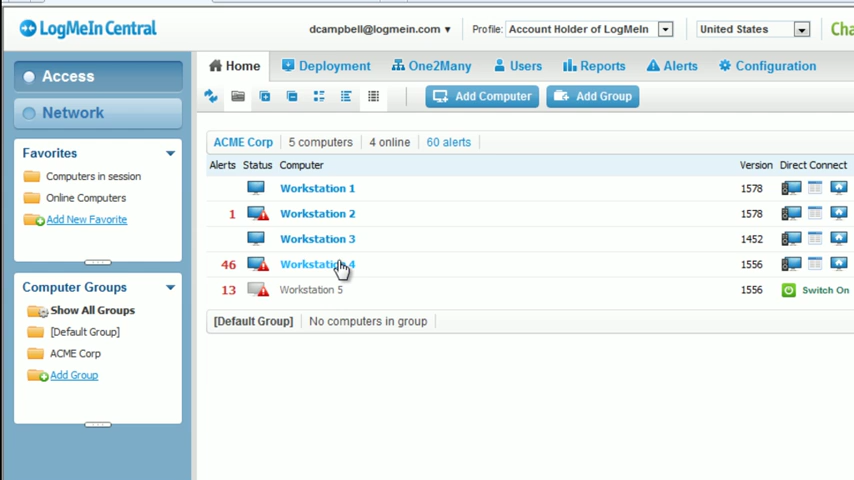 LogMeIn Central
dcampbell@logmein.com Profile: Account Holder of LogMeIn United States Cha
Access
Network
Home Deployment One2Many Users Reports Alerts Configuration
Add Computer Add Group
Favorites
Computers in session
Online Computers
Add New Favorite
Computer Groups
Show All Groups
[Default Group]
ACME Corp
Add Group
ACME Corp 5 computers 4 online 60 alerts
Alerts Status Computer Version Direct Connect
Workstation 1 1578
1 Workstation 2 1578
Workstation 3 1452
46 Workstation 4 1556
13 Workstation 5 1556 Switch On
[Default Group] No computers in group